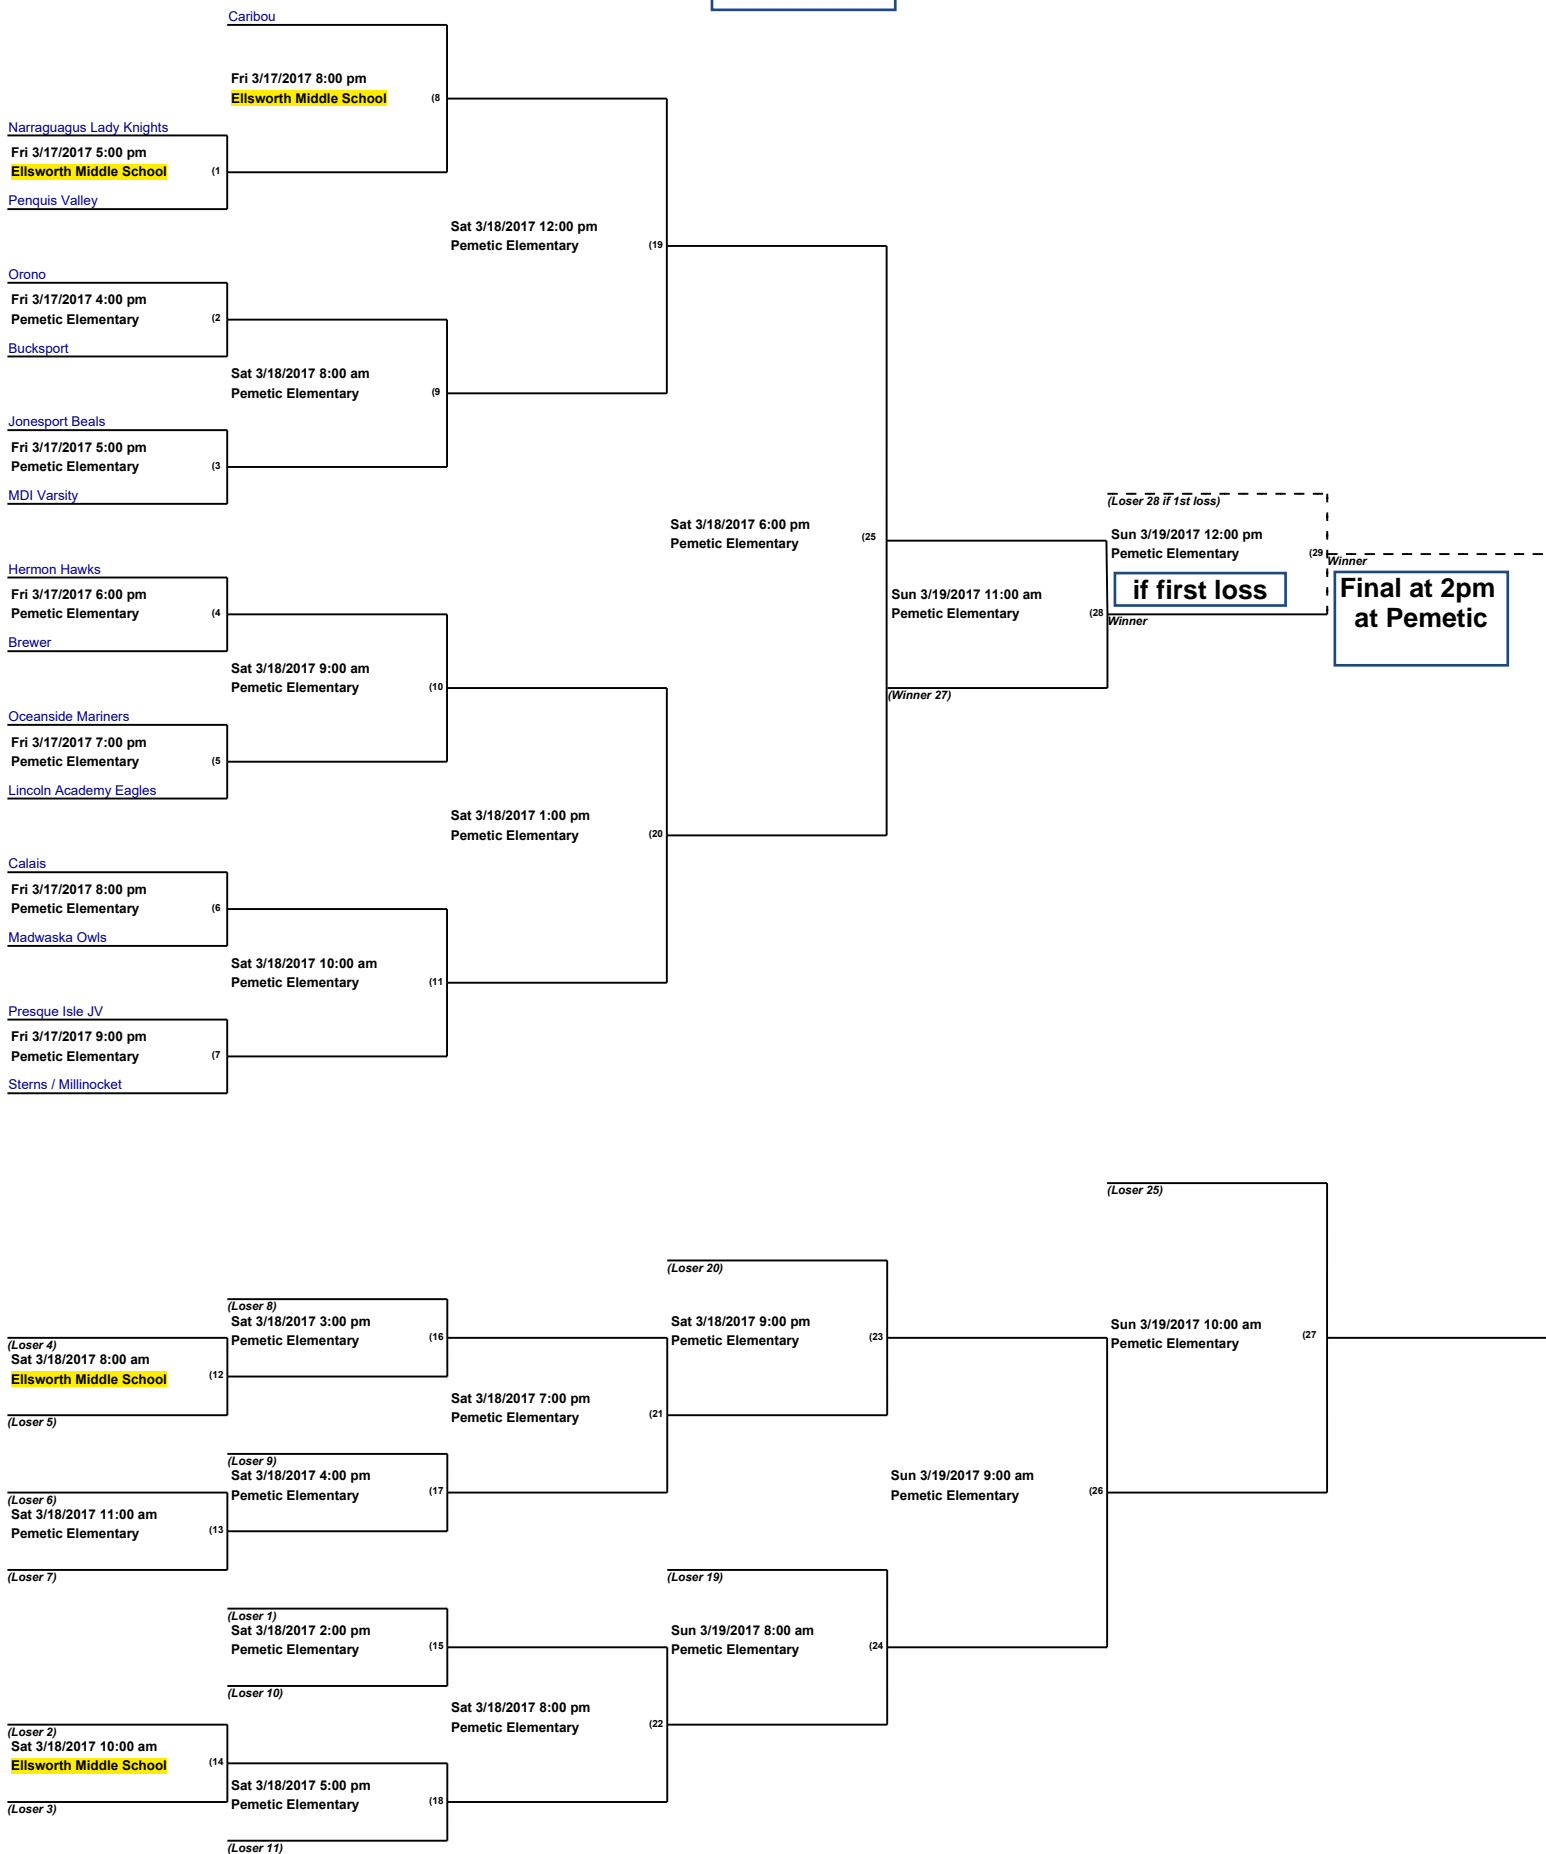 Caribou
Fri 3/17/2017 8:00 pm
Ellsworth Middle School (8
Narraguagus Lady Knights
Fri 3/17/2017 5:00 pm
Ellsworth Middle School (1
Penquis Valley
Sat 3/18/2017 12:00 pm
Pemetic Elementary (19
Orono
Fri 3/17/2017 4:00 pm
Pemetic Elementary (2
Bucksport
Sat 3/18/2017 8:00 am
Pemetic Elementary (9
Jonesport Beals
Fri 3/17/2017 5:00 pm
Pemetic Elementary (3
MDI Varsity
(Loser 28 if 1st loss)
Sat 3/18/2017 6:00 pm
Pemetic Elementary (25
Sun 3/19/2017 12:00 pm
Pemetic Elementary (29
Winner
if first loss
Final at 2pm
at Pemetic
Hermon Hawks
Fri 3/17/2017 6:00 pm
Pemetic Elementary (4
Brewer
Sun 3/19/2017 11:00 am
Pemetic Elementary (28
Winner
Sat 3/18/2017 9:00 am
Pemetic Elementary (10
(Winner 27)
Oceanside Mariners
Fri 3/17/2017 7:00 pm
Pemetic Elementary (5
Lincoln Academy Eagles
Sat 3/18/2017 1:00 pm
Pemetic Elementary (20
Calais
Fri 3/17/2017 8:00 pm
Pemetic Elementary (6
Madwaska Owls
Sat 3/18/2017 10:00 am
Pemetic Elementary (11
Presque Isle JV
Fri 3/17/2017 9:00 pm
Pemetic Elementary (7
Sterns / Millinocket
(Loser 25)
(Loser 20)
(Loser 8)
Sat 3/18/2017 3:00 pm
Pemetic Elementary (16
Sat 3/18/2017 9:00 pm
Pemetic Elementary (23
Sun 3/19/2017 10:00 am
Pemetic Elementary (27
(Loser 4)
Sat 3/18/2017 8:00 am
Ellsworth Middle School (12
(Loser 5)
Sat 3/18/2017 7:00 pm
Pemetic Elementary (21
(Loser 9)
Sat 3/18/2017 4:00 pm
Pemetic Elementary (17
Sun 3/19/2017 9:00 am
Pemetic Elementary (26
(Loser 6)
Sat 3/18/2017 11:00 am
Pemetic Elementary (13
(Loser 7)
(Loser 19)
(Loser 1)
Sat 3/18/2017 2:00 pm
Pemetic Elementary (15
(Loser 10)
Sun 3/19/2017 8:00 am
Pemetic Elementary (24
Sat 3/18/2017 8:00 pm
Pemetic Elementary (22
(Loser 2)
Sat 3/18/2017 10:00 am
Ellsworth Middle School (14
(Loser 3)
Sat 3/18/2017 5:00 pm
Pemetic Elementary (18
(Loser 11)